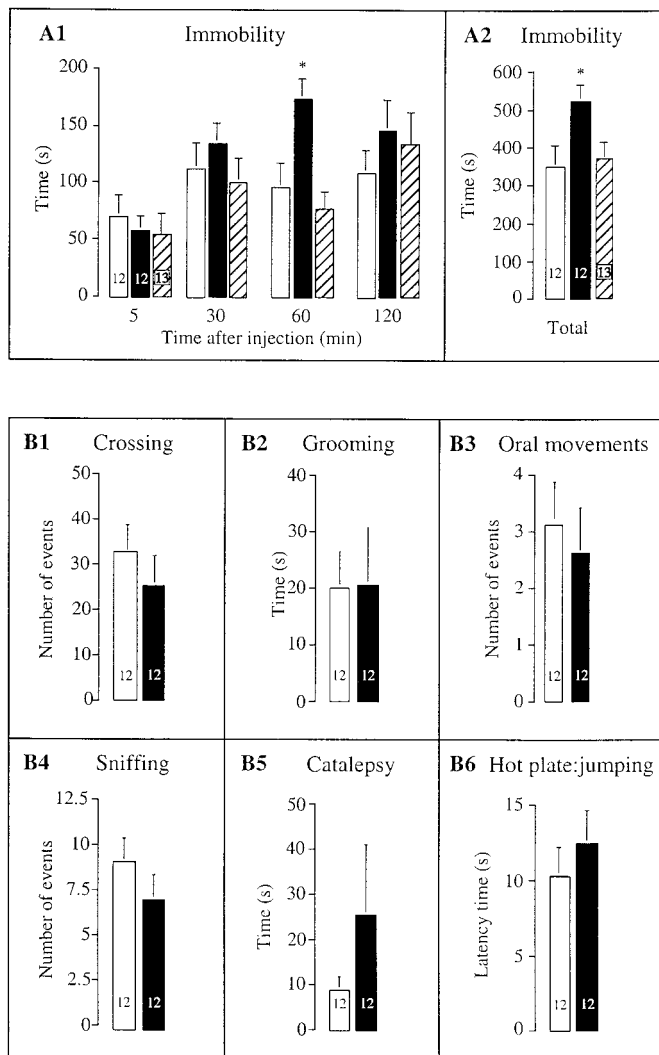 A1 Immobility
Time (s)
200
150
100
50
0
*
12 12 13
5 30 60 120
Time after injection (min)
A2 Immobility
Time (s)
600
500
400
300
200
100
0
*
12 12 13
Total
B1 Crossing
Number of events
50
40
30
20
10
0
12 12
B2 Grooming
Time (s)
40
30
20
10
0
12 12
B3 Oral movements
Number of events
4
3
2
1
0
12 12
B4 Sniffing
Number of events
12.5
10
7.5
5
2.5
0
12 12
B5 Catalepsy
Time (s)
50
40
30
20
10
0
12 12
B6 Hot plate:jumping
Latency time (s)
15
10
5
0
12 12